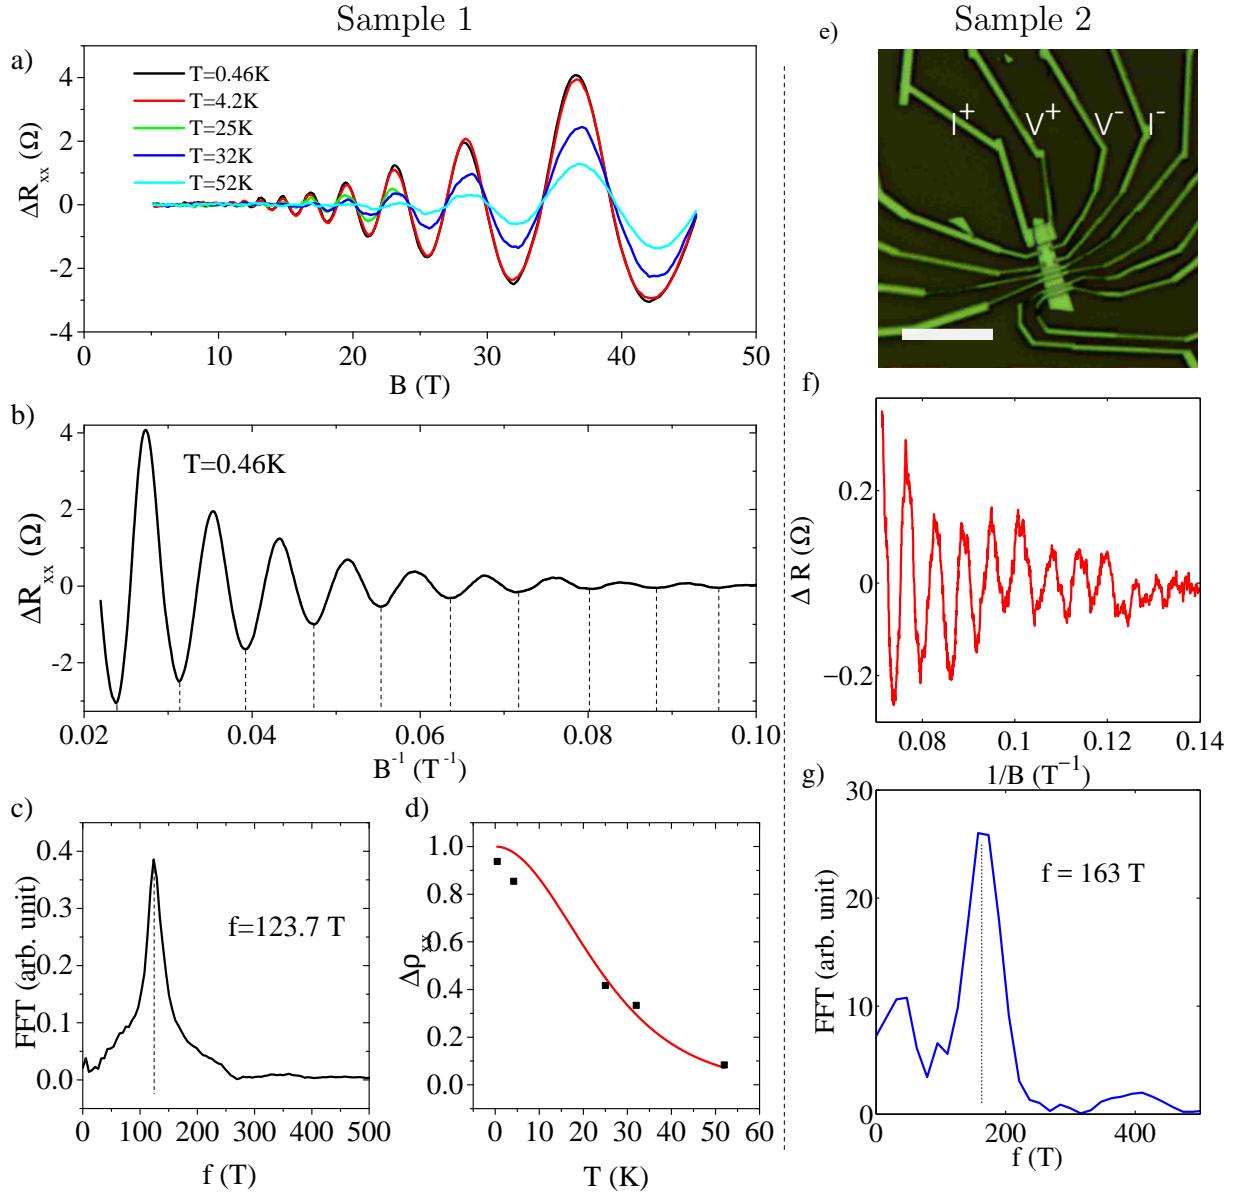 Sample 1
a)
T=0.46K
T=4.2K
T=25K
T=32K
T=52K
ΔR_xx (Ω)
4
2
0
-2
-4
0 10 20 30 40 50
B (T)
b)
T=0.46K
ΔR_xx (Ω)
4
2
0
-2
0.02 0.04 0.06 0.08 0.10
B^-1 (T^-1)
c)
FFT (arb. unit)
0.4
0.3
0.2
0.1
0.0
f=123.7 T
0 100 200 300 400 500
f (T)
d)
Δρ_xx
1.0
0.8
0.6
0.4
0.2
0.0
0 10 20 30 40 50 60
T (K)
Sample 2
e)
I^+ V^+ V^- I^-
f)
Δ R (Ω)
0.2
0
−0.2
0.08 0.1 0.12 0.14
1/B (T^−1)
g)
FFT (arb. unit)
30
20
10
0
f = 163 T
0 200 400
f (T)